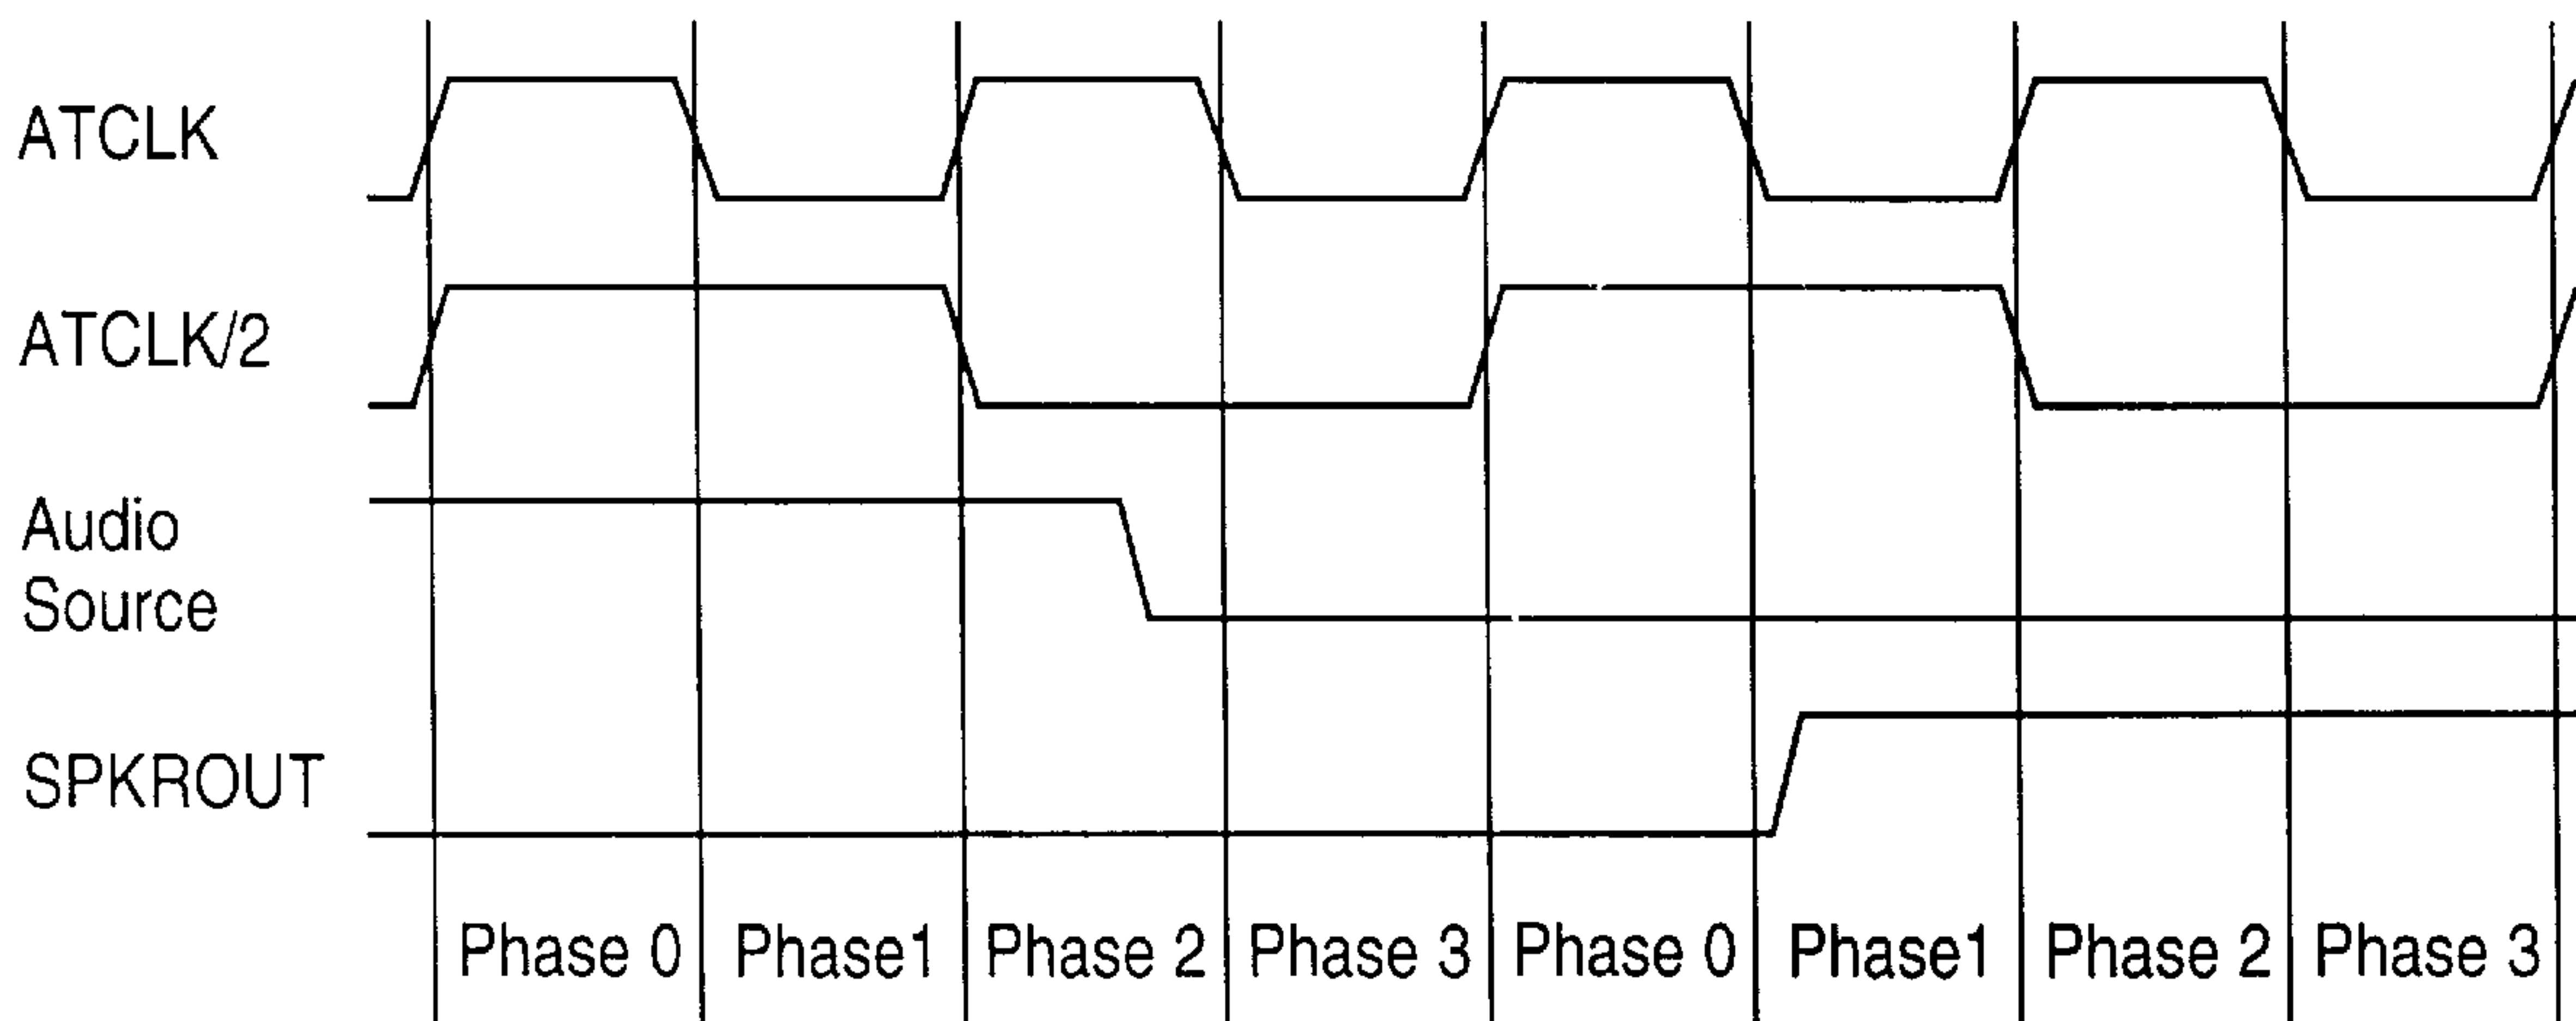 ATCLK
ATCLK/2
Audio
Source
SPKROUT
Phase 0 Phase1 Phase 2 Phase 3 Phase 0 Phase1 Phase 2 Phase 3